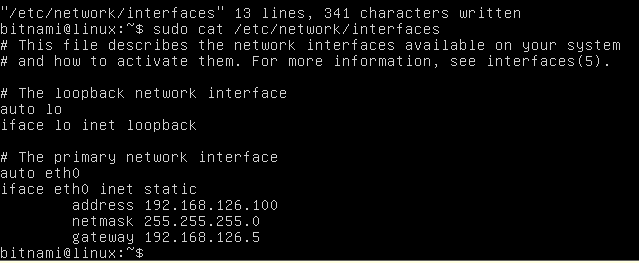 "/etc/network/interfaces" 13 lines, 341 characters written
bitnami@linux:~$ sudo cat /etc/network/interfaces
# This file describes the network interfaces available on your system
# and how to activate them. For more information, see interfaces(5).
# The loopback network interface
auto lo
iface lo inet loopback
# The primary network interface
auto eth0
iface eth0 inet static
address 192.168.126.100
netmask 255.255.255.0
gateway 192.168.126.5
bitnami@linux:~$